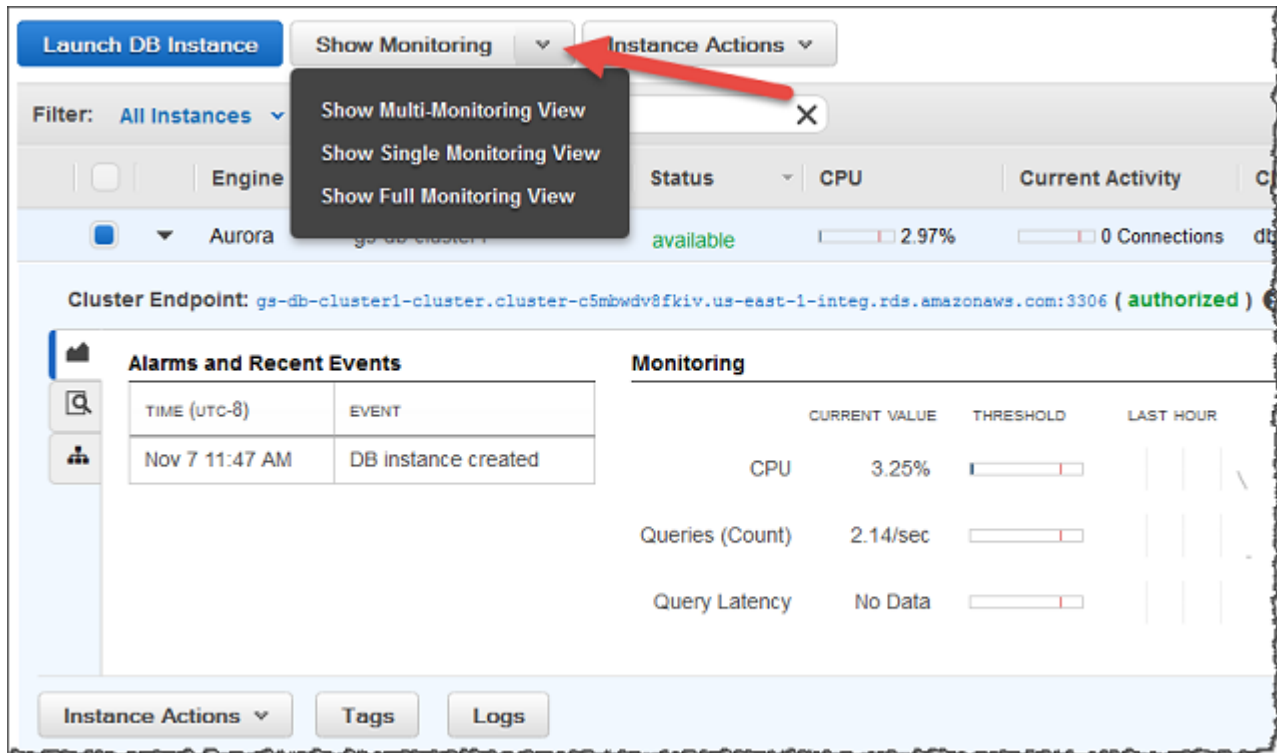 Launch DB Instance Show Monitoring Instance Actions
Filter: All Instances
Show Multi-Monitoring View
Show Single Monitoring View
Show Full Monitoring View
Engine Status CPU Current Activity
Aurora gs-db-cluster1 available 2.97% 0 Connections db
Cluster Endpoint: gs-db-cluster1-cluster.cluster-c5mbwdv8fkiv.us-east-1-integ.rds.amazonaws.com:3306 ( authorized )
Alarms and Recent Events Monitoring
TIME (UTC-8) EVENT CURRENT VALUE THRESHOLD LAST HOUR
Nov 7 11:47 AM DB instance created CPU 3.25%
Queries (Count) 2.14/sec
Query Latency No Data
Instance Actions Tags Logs